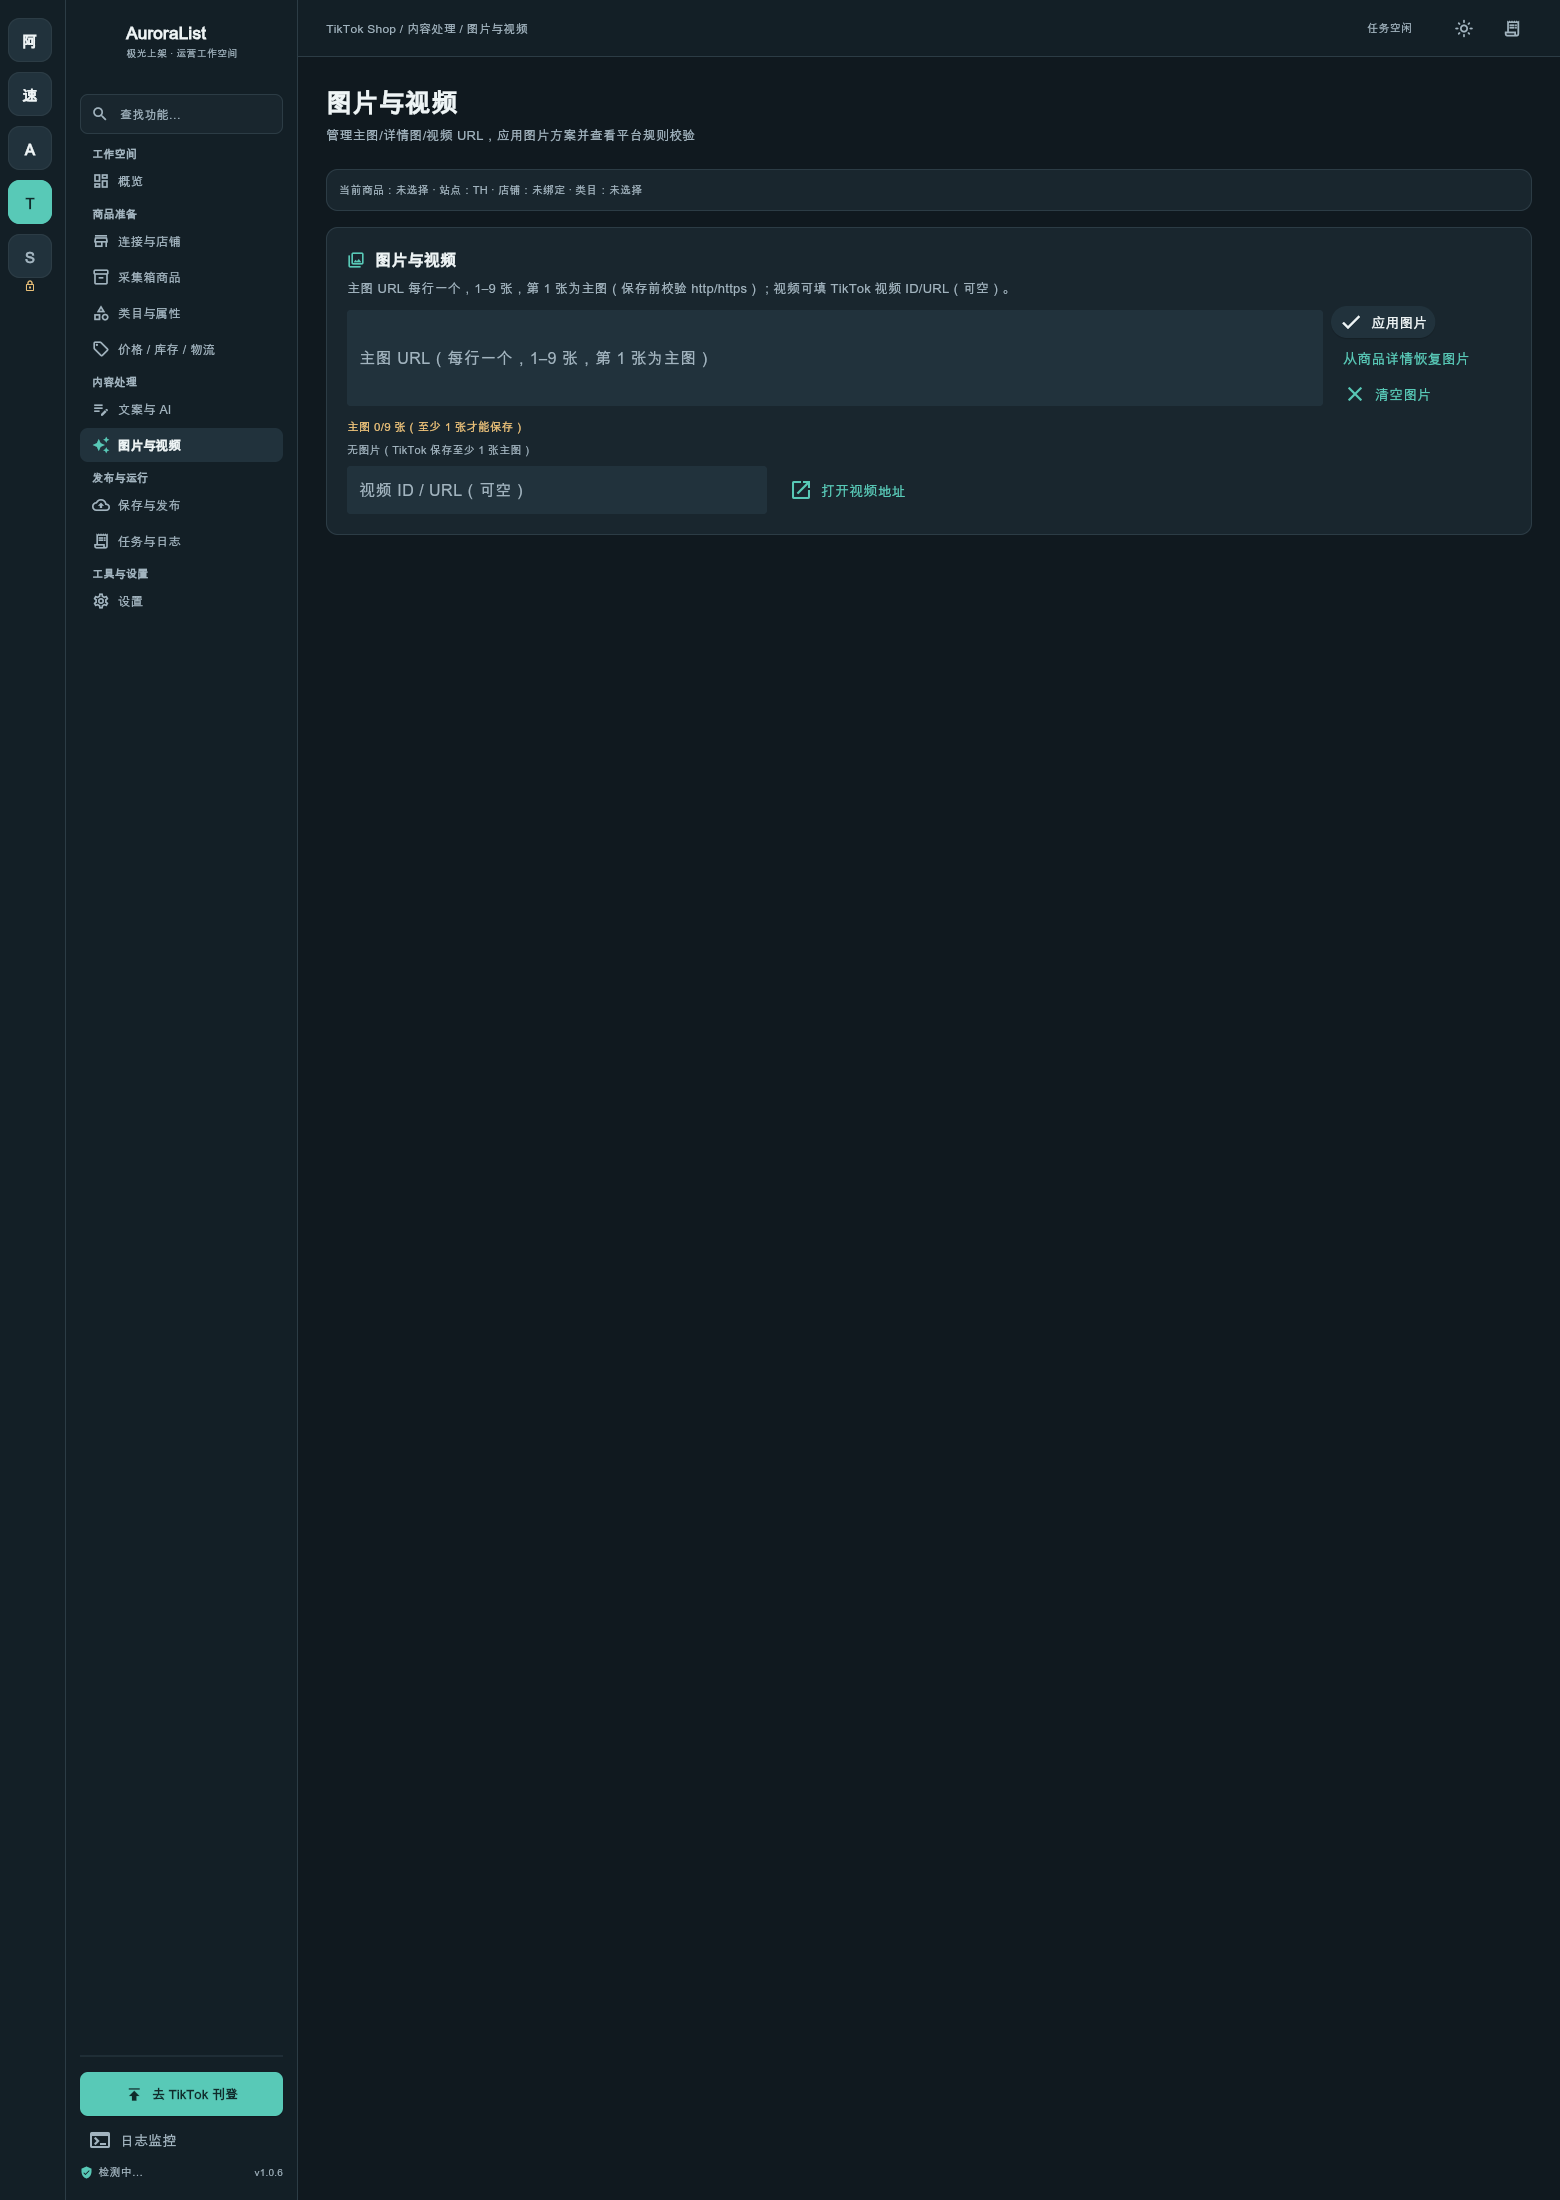 阿
速
A
T
S
AuroraList
极光上架 · 运营工作空间
查找功能...
工作空间
概览
商品准备
连接与店铺
采集箱商品
类目与属性
价格 / 库存 / 物流
内容处理
文案与 AI
图片与视频
发布与运行
保存与发布
任务与日志
工具与设置
设置
去 TikTok 刊登
日志监控
检测中...
v1.0.6
TikTok Shop / 内容处理 / 图片与视频
任务空闲
图片与视频
管理主图/详情图/视频 URL，应用图片方案并查看平台规则校验
当前商品：未选择 · 站点：TH · 店铺：未绑定 · 类目：未选择
图片与视频
主图 URL 每行一个，1–9 张，第 1 张为主图（保存前校验 http/https）；视频可填 TikTok 视频 ID/URL（可空）。
主图 URL（每行一个，1–9 张，第 1 张为主图）
应用图片
从商品详情恢复图片
清空图片
主图 0/9 张（至少 1 张才能保存）
无图片（TikTok 保存至少 1 张主图）
视频 ID / URL（可空）
打开视频地址